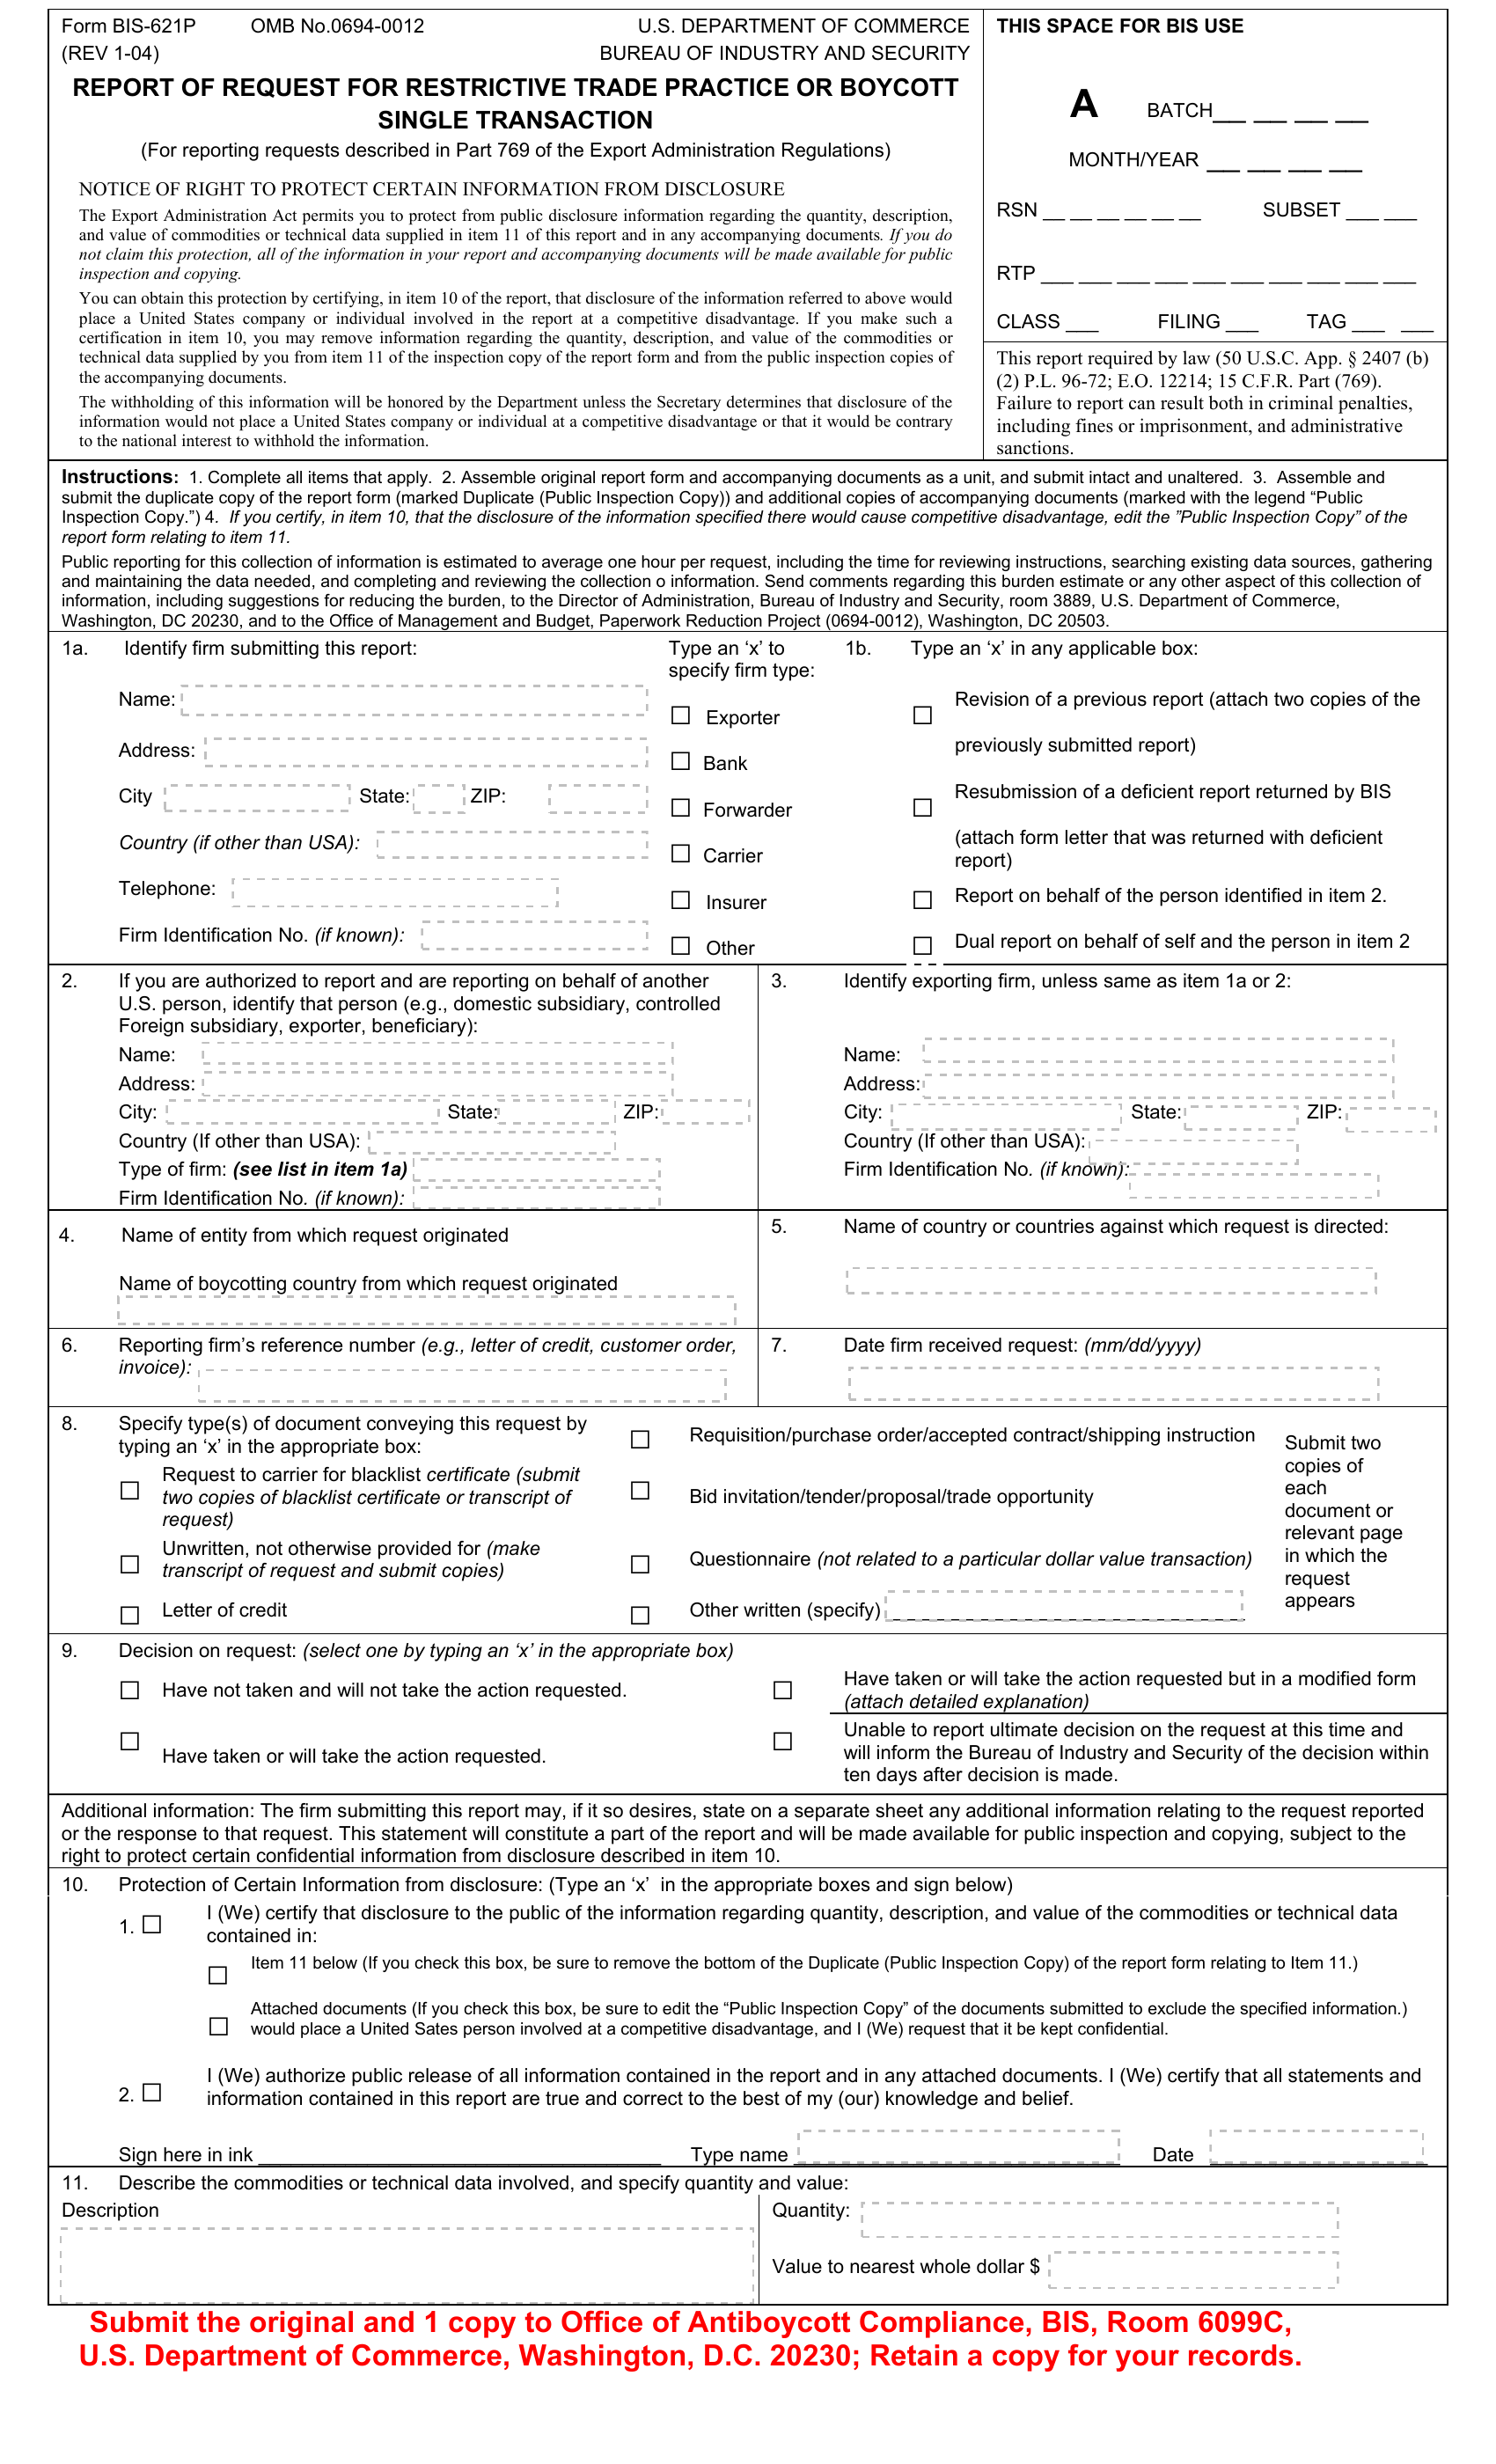 Form BIS-621P OMB No.0694-0012 U.S. DEPARTMENT OF COMMERCE
(REV 1-04) BUREAU OF INDUSTRY AND SECURITY
REPORT OF REQUEST FOR RESTRICTIVE TRADE PRACTICE OR BOYCOTT
SINGLE TRANSACTION
(For reporting requests described in Part 769 of the Export Administration Regulations)
NOTICE OF RIGHT TO PROTECT CERTAIN INFORMATION FROM DISCLOSURE
The Export Administration Act permits you to protect from public disclosure information regarding the quantity, description,
and value of commodities or technical data supplied in item 11 of this report and in any accompanying documents. If you do
not claim this protection, all of the information in your report and accompanying documents will be made available for public
inspection and copying.
You can obtain this protection by certifying, in item 10 of the report, that disclosure of the information referred to above would
place a United States company or individual involved in the report at a competitive disadvantage. If you make such a
certification in item 10, you may remove information regarding the quantity, description, and value of the commodities or
technical data supplied by you from item 11 of the inspection copy of the report form and from the public inspection copies of
the accompanying documents.
The withholding of this information will be honored by the Department unless the Secretary determines that disclosure of the
information would not place a United States company or individual at a competitive disadvantage or that it would be contrary
to the national interest to withhold the information.
THIS SPACE FOR BIS USE
A BATCH__ __ __ __
MONTH/YEAR __ __ __ __
RSN __ __ __ __ __ __ SUBSET ___ ___
RTP ___ ___ ___ ___ ___ ___ ___ ___ ___ ___
CLASS ___ FILING ___ TAG ___ ___
This report required by law (50 U.S.C. App. § 2407 (b)
(2) P.L. 96-72; E.O. 12214; 15 C.F.R. Part (769).
Failure to report can result both in criminal penalties,
including fines or imprisonment, and administrative
sanctions.
Instructions: 1. Complete all items that apply. 2. Assemble original report form and accompanying documents as a unit, and submit intact and unaltered. 3. Assemble and
submit the duplicate copy of the report form (marked Duplicate (Public Inspection Copy)) and additional copies of accompanying documents (marked with the legend “Public
Inspection Copy.”) 4. If you certify, in item 10, that the disclosure of the information specified there would cause competitive disadvantage, edit the ”Public Inspection Copy” of the
report form relating to item 11.
Public reporting for this collection of information is estimated to average one hour per request, including the time for reviewing instructions, searching existing data sources, gathering
and maintaining the data needed, and completing and reviewing the collection o information. Send comments regarding this burden estimate or any other aspect of this collection of
information, including suggestions for reducing the burden, to the Director of Administration, Bureau of Industry and Security, room 3889, U.S. Department of Commerce,
Washington, DC 20230, and to the Office of Management and Budget, Paperwork Reduction Project (0694-0012), Washington, DC 20503.
1a. Identify firm submitting this report:
Name:
Address:
City State: ZIP:
Country (if other than USA):
Telephone:
Firm Identification No. (if known):
Type an ‘x’ to
specify firm type:
Exporter
Bank
Forwarder
Carrier
Insurer
Other
1b. Type an ‘x’ in any applicable box:
Revision of a previous report (attach two copies of the
previously submitted report)
Resubmission of a deficient report returned by BIS
(attach form letter that was returned with deficient
report)
Report on behalf of the person identified in item 2.
Dual report on behalf of self and the person in item 2
2. If you are authorized to report and are reporting on behalf of another
U.S. person, identify that person (e.g., domestic subsidiary, controlled
Foreign subsidiary, exporter, beneficiary):
Name:
Address:
City: State: ZIP:
Country (If other than USA):
Type of firm: (see list in item 1a)
Firm Identification No. (if known):
3. Identify exporting firm, unless same as item 1a or 2:
Name:
Address:
City: State: ZIP:
Country (If other than USA):
Firm Identification No. (if known):
4. Name of entity from which request originated
Name of boycotting country from which request originated
5. Name of country or countries against which request is directed:
6. Reporting firm’s reference number (e.g., letter of credit, customer order,
invoice):
7. Date firm received request: (mm/dd/yyyy)
8. Specify type(s) of document conveying this request by
typing an ‘x’ in the appropriate box:
Request to carrier for blacklist certificate (submit
two copies of blacklist certificate or transcript of
request)
Unwritten, not otherwise provided for (make
transcript of request and submit copies)
Letter of credit
Requisition/purchase order/accepted contract/shipping instruction
Bid invitation/tender/proposal/trade opportunity
Questionnaire (not related to a particular dollar value transaction)
Other written (specify)
Submit two
copies of
each
document or
relevant page
in which the
request
appears
9. Decision on request: (select one by typing an ‘x’ in the appropriate box)
Have not taken and will not take the action requested.
Have taken or will take the action requested.
Have taken or will take the action requested but in a modified form
(attach detailed explanation)
Unable to report ultimate decision on the request at this time and
will inform the Bureau of Industry and Security of the decision within
ten days after decision is made.
Additional information: The firm submitting this report may, if it so desires, state on a separate sheet any additional information relating to the request reported
or the response to that request. This statement will constitute a part of the report and will be made available for public inspection and copying, subject to the
right to protect certain confidential information from disclosure described in item 10.
10. Protection of Certain Information from disclosure: (Type an ‘x’ in the appropriate boxes and sign below)
1. I (We) certify that disclosure to the public of the information regarding quantity, description, and value of the commodities or technical data
contained in:
Item 11 below (If you check this box, be sure to remove the bottom of the Duplicate (Public Inspection Copy) of the report form relating to Item 11.)
Attached documents (If you check this box, be sure to edit the “Public Inspection Copy” of the documents submitted to exclude the specified information.)
would place a United Sates person involved at a competitive disadvantage, and I (We) request that it be kept confidential.
2. I (We) authorize public release of all information contained in the report and in any attached documents. I (We) certify that all statements and
information contained in this report are true and correct to the best of my (our) knowledge and belief.
Sign here in ink Type name Date
11. Describe the commodities or technical data involved, and specify quantity and value:
Description
Quantity:
Value to nearest whole dollar $
Submit the original and 1 copy to Office of Antiboycott Compliance, BIS, Room 6099C,
U.S. Department of Commerce, Washington, D.C. 20230; Retain a copy for your records.